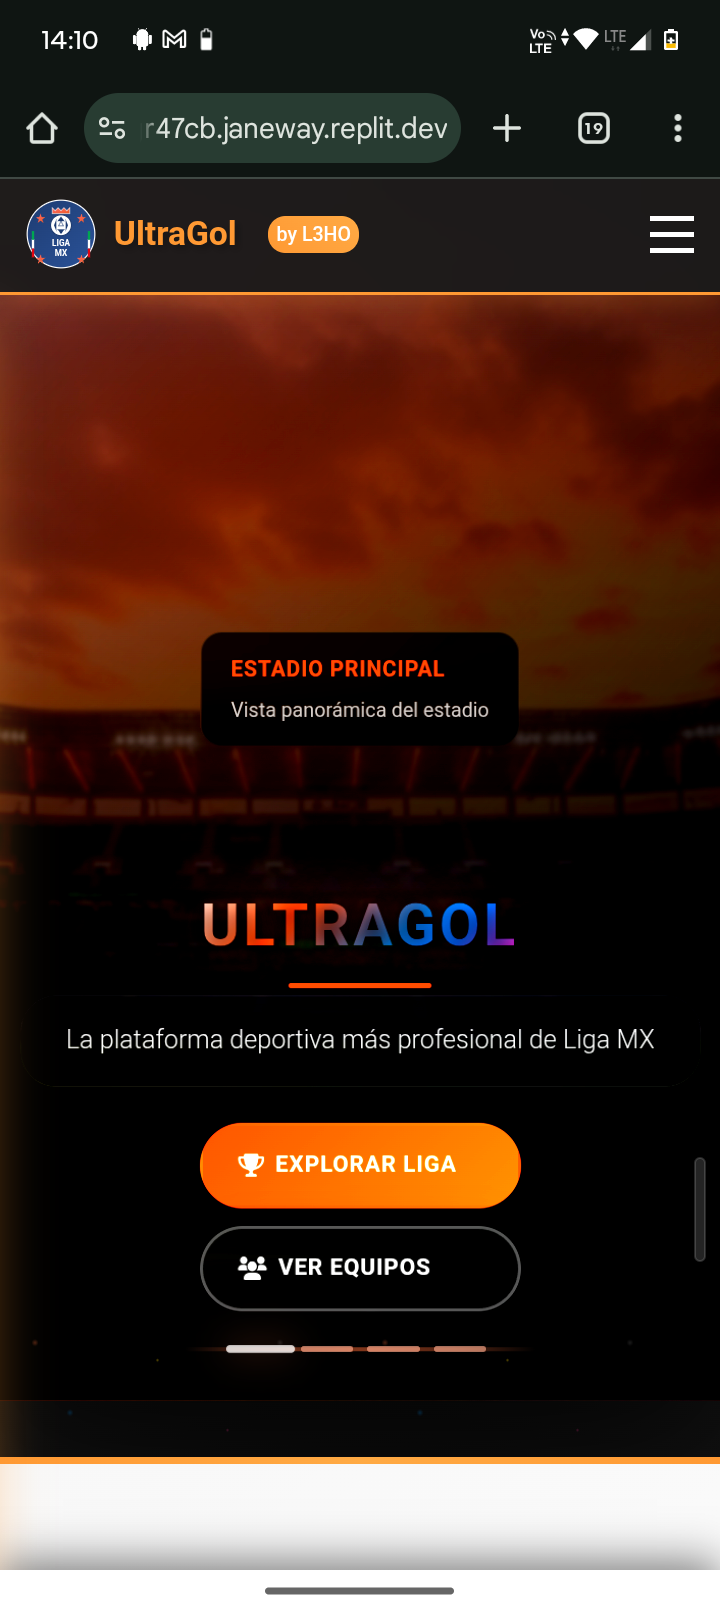 14:10
Vo
LTE
LTE
r47cb.janeway.replit.dev
19
LIGA
MX
UltraGol
by L3HO
ESTADIO PRINCIPAL
Vista panorámica del estadio
ULTRAGOL
La plataforma deportiva más profesional de Liga MX
EXPLORAR LIGA
VER EQUIPOS